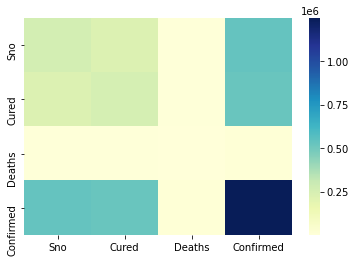 1e6
Sno
Cured
Deaths
Confirmed
1.00
0.75
0.50
0.25
Sno Cured Deaths Confirmed